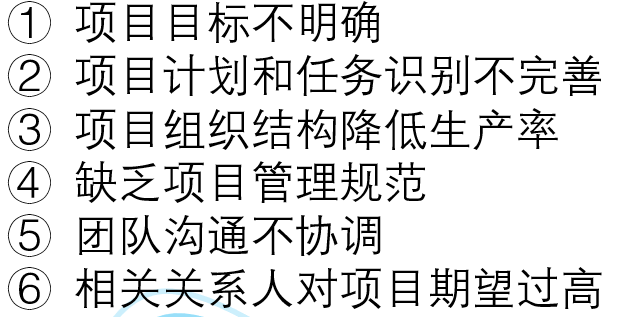 ① 项目目标不明确
② 项目计划和任务识别不完善
③ 项目组织结构降低生产率
④ 缺乏项目管理规范
⑤ 团队沟通不协调
⑥ 相关关系人对项目期望过高